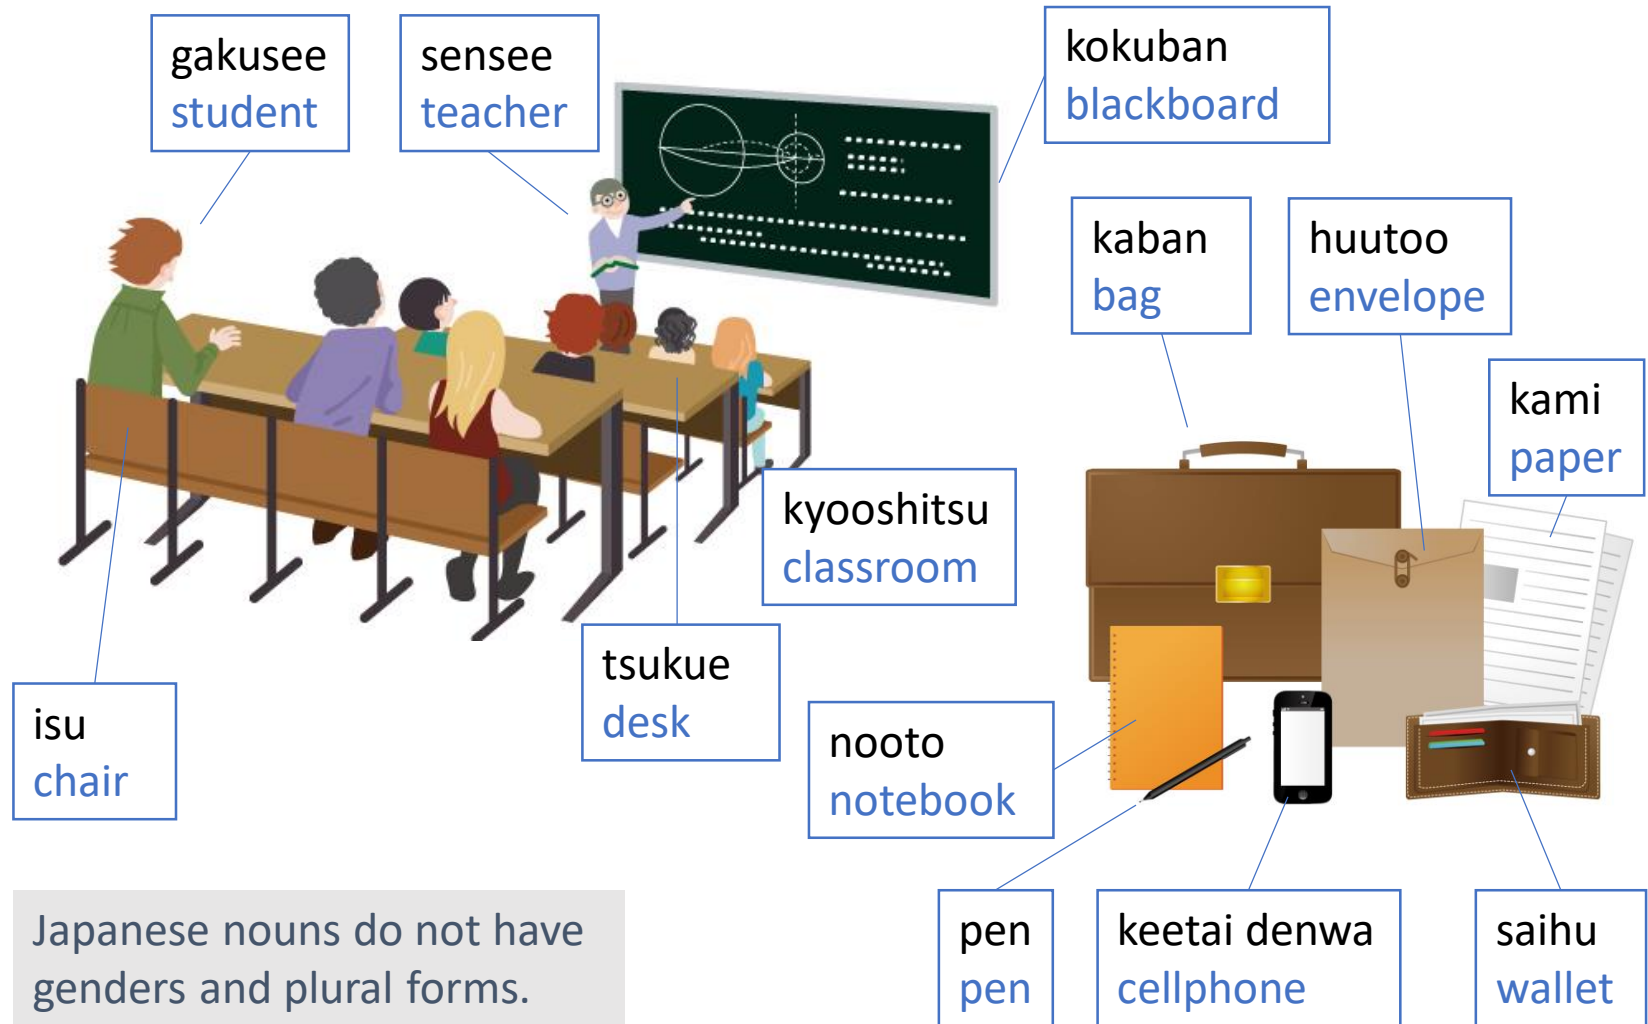 gakusee
student
sensee
teacher
kokuban
blackboard
kaban
bag
huutoo
envelope
kami
paper
kyooshitsu
classroom
tsukue
desk
isu
chair
nooto
notebook
pen
pen
keetai denwa
cellphone
saihu
wallet
Japanese nouns do not have
genders and plural forms.